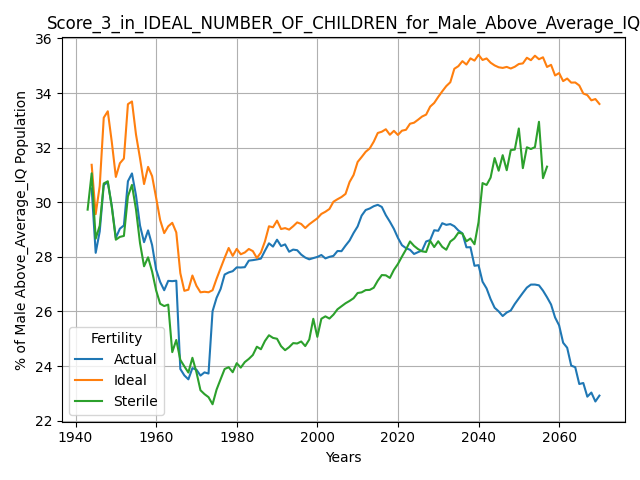 Score_3_in_IDEAL_NUMBER_OF_CHILDREN_for_Male_Above_Average_IQ
36
34
32
30
28
26
24
22
% of Male Above_Average_IQ Population
Fertility
Actual
Ideal
Sterile
1940
1960
1980
2000
2020
2040
2060
Years